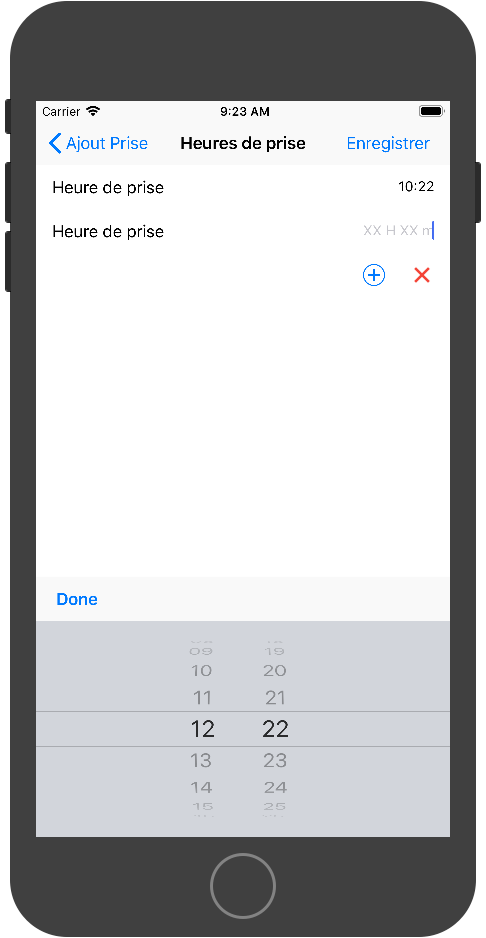 Carrier 9:23 AM
Ajout Prise Heures de prise Enregistrer
Heure de prise 10:22
Heure de prise XX H XX m
Done
09 19
10 20
11 21
12 22
13 23
14 24
15 25